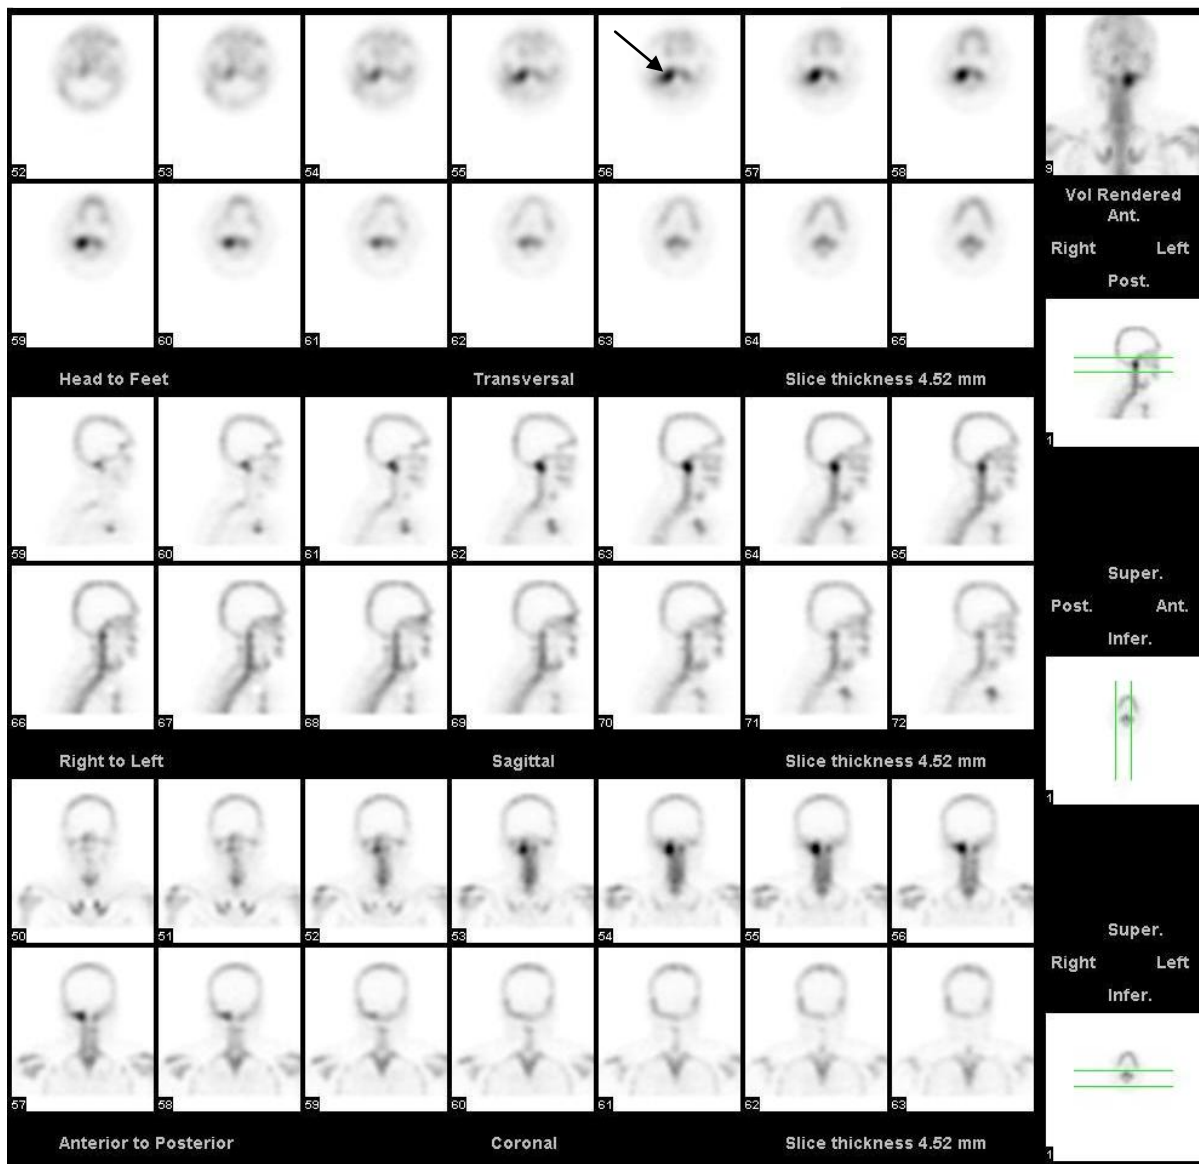 52 53 54 55 56 57 58 9
Vol Rendered
Ant.
Right Left
Post.
59 60 61 62 63 64 65
Head to Feet Transversal Slice thickness 4.52 mm
1
59 60 61 62 63 64 65
Super.
Post. Ant.
Infer.
66 67 68 69 70 71 72
Right to Left Sagittal Slice thickness 4.52 mm
1
50 51 52 53 54 55 56
Super.
Right Left
Infer.
57 58 59 60 61 62 63
Anterior to Posterior Coronal Slice thickness 4.52 mm
1